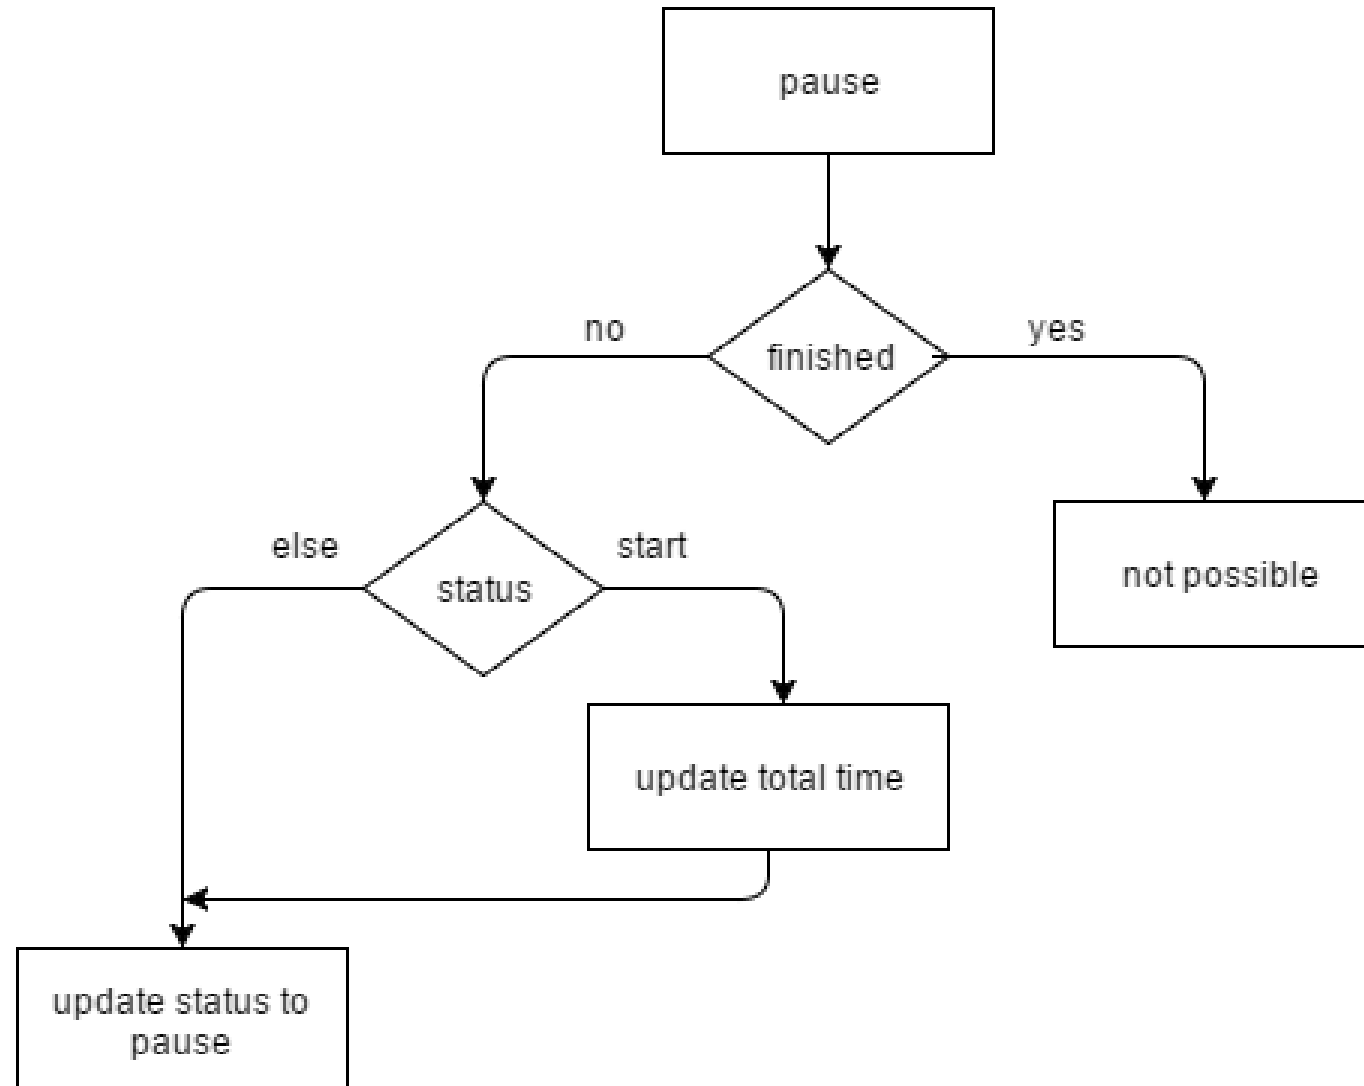 pause
no
finished
yes
else
status
start
not possible
update total time
update status to
pause